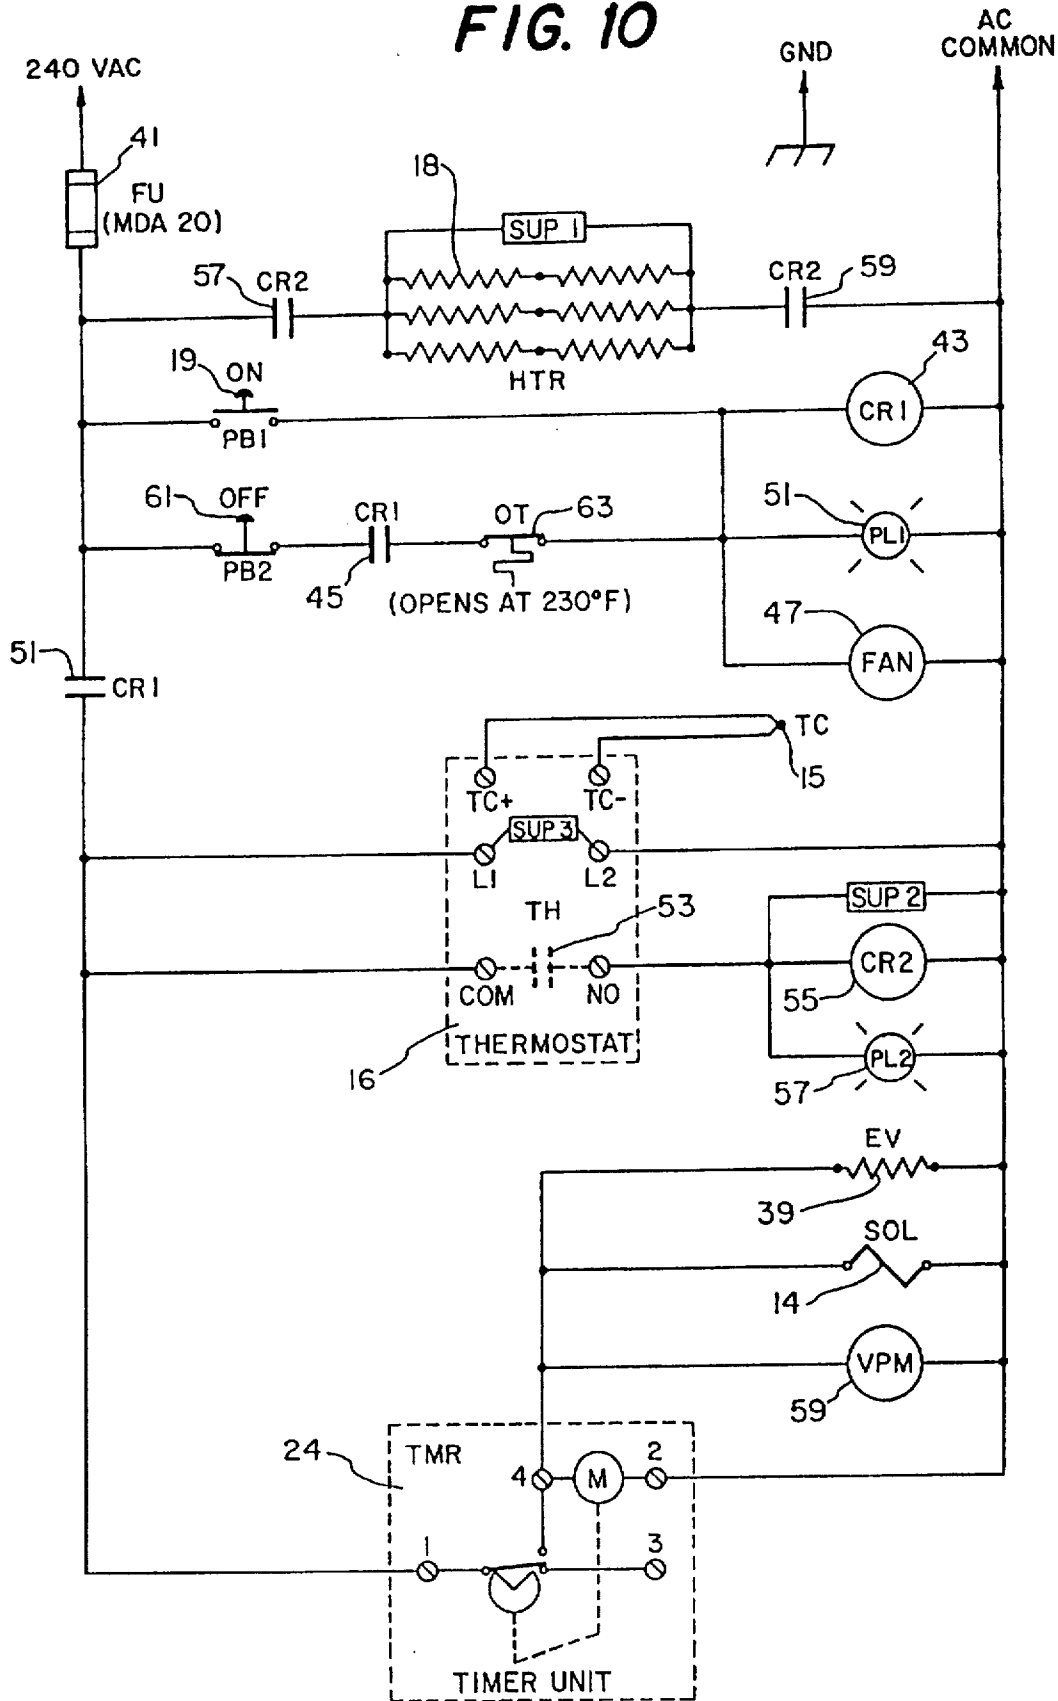 FIG. 10
AC
COMMON
GND
240 VAC
41
FU
(MDA 20)
18
SUP 1
57
CR2
CR2
59
HTR
19
ON
PB1
43
CR1
61
OFF
PB2
CR1
45
OT
63
(OPENS AT 230°F)
51
PL1
47
FAN
51
CR1
TC
15
TC+
TC-
SUP 3
L1
L2
TH
53
COM
NO
THERMOSTAT
16
SUP 2
CR2
55
PL2
57
EV
39
SOL
14
VPM
59
24
TMR
4
M
2
1
3
TIMER UNIT